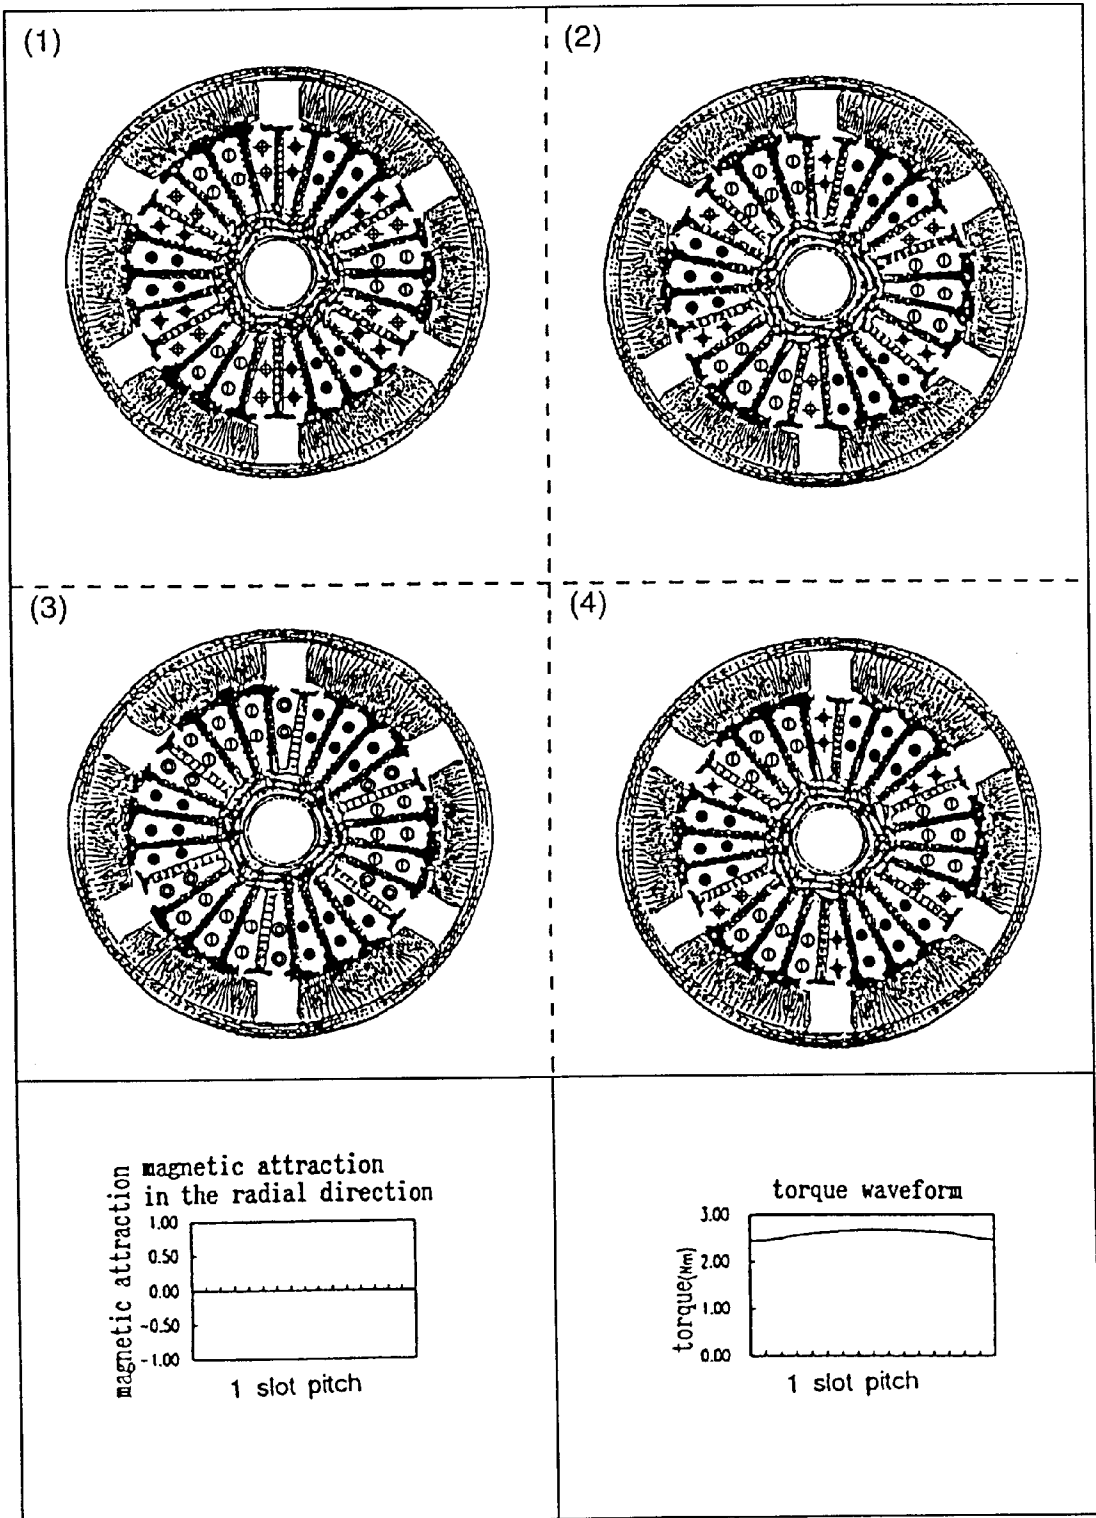 (1)
(2)
(3)
(4)
magnetic attraction
in the radial direction
magnetic attraction
1.00
0.50
0.00
-0.50
-1.00
1 slot pitch
torque waveform
torque(Nm)
3.00
2.00
1.00
0.00
1 slot pitch